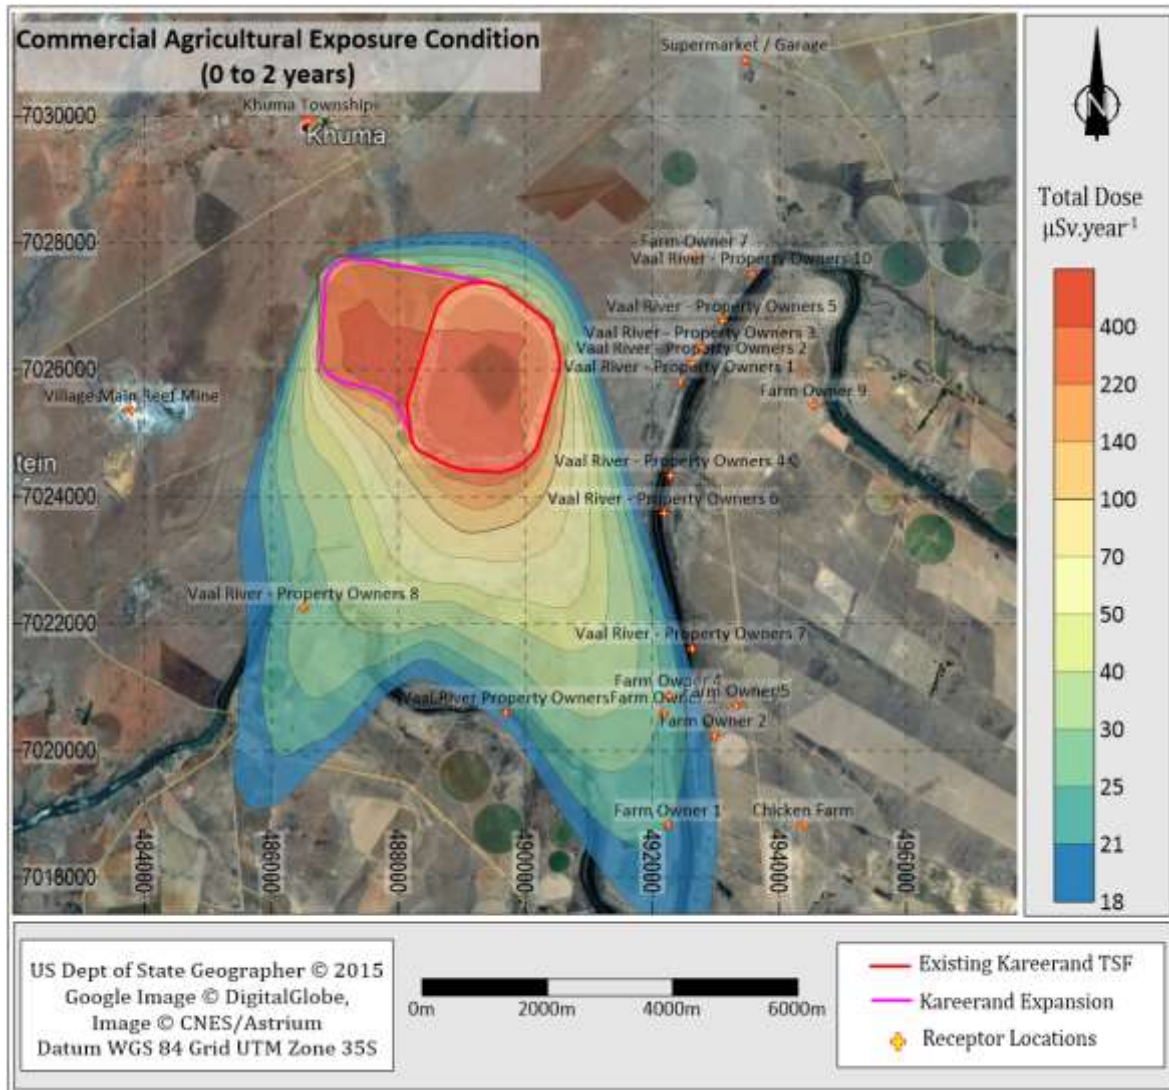 Commercial Agricultural Exposure Condition
(0 to 2 years)
Supermarket / Garage
Khuma Township
Khuma
7030000
7028000
Farm Owner 7
Vaal River - Property Owners 10
Vaal River - Property Owners 5
Vaal River - Property Owners 3
Vaal River - Property Owners 2
7026000
Vaal River - Property Owners 1
Village Main Reef Mine
Farm Owner 9
tein
Vaal River - Property Owners 4
7024000
Vaal River - Property Owners 6
Vaal River - Property Owners 8
7022000
Vaal River - Property Owners 7
Farm Owner 4
Vaal River Property Owners
Farm Owner
Farm Owner 5
Farm Owner 2
7020000
Farm Owner 1
Chicken Farm
7018000
484000
486000
488000
490000
492000
494000
496000
N
Total Dose
µSv.year-1
400
220
140
100
70
50
40
30
25
21
18
US Dept of State Geographer © 2015
Google Image © DigitalGlobe,
Image © CNES/Astrium
Datum WGS 84 Grid UTM Zone 35S
0m
2000m
4000m
6000m
Existing Kareerand TSF
Kareerand Expansion
Receptor Locations